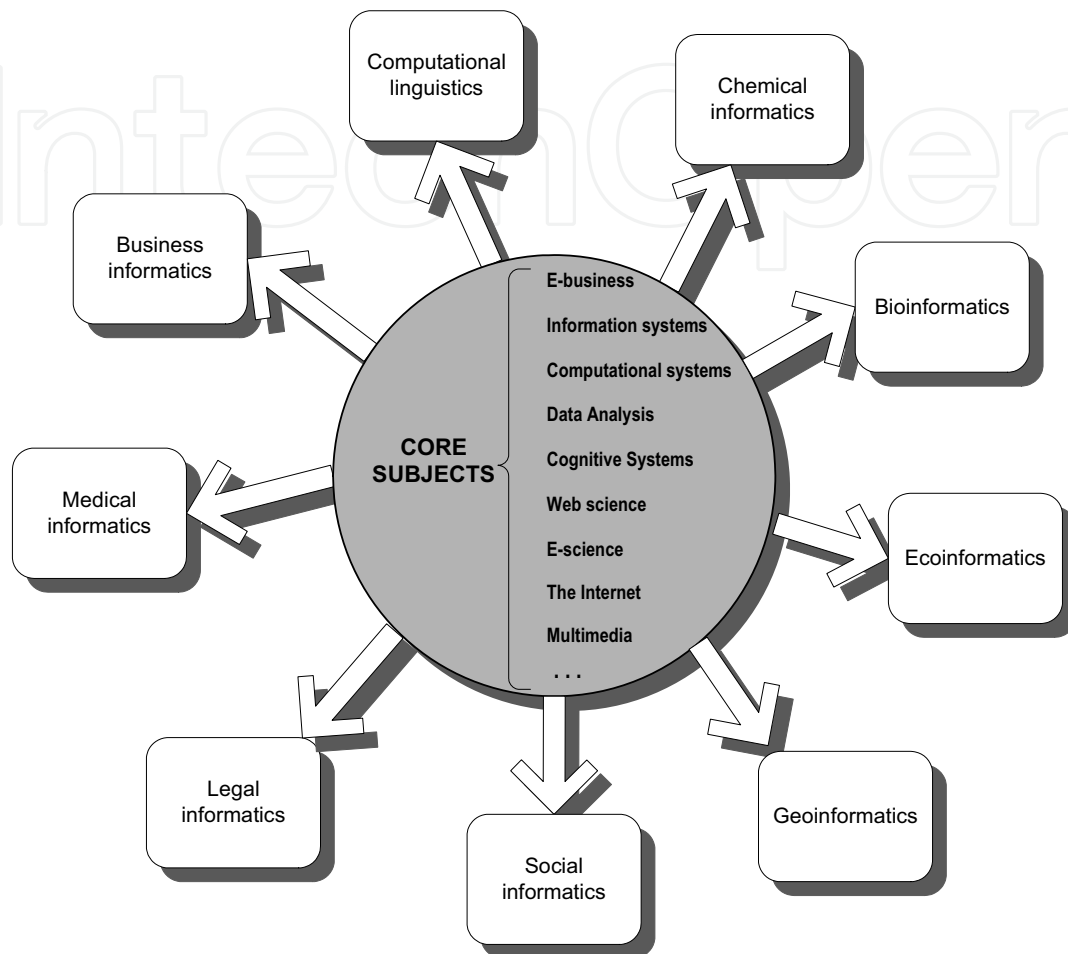 IntechOpen
Computational
linguistics
Chemical
informatics
Business
informatics
Bioinformatics
Medical
informatics
CORE
SUBJECTS
E-business
Information systems
Computational systems
Data Analysis
Cognitive Systems
Web science
E-science
The Internet
Multimedia
. . .
Ecoinformatics
Legal
informatics
Geoinformatics
Social
informatics